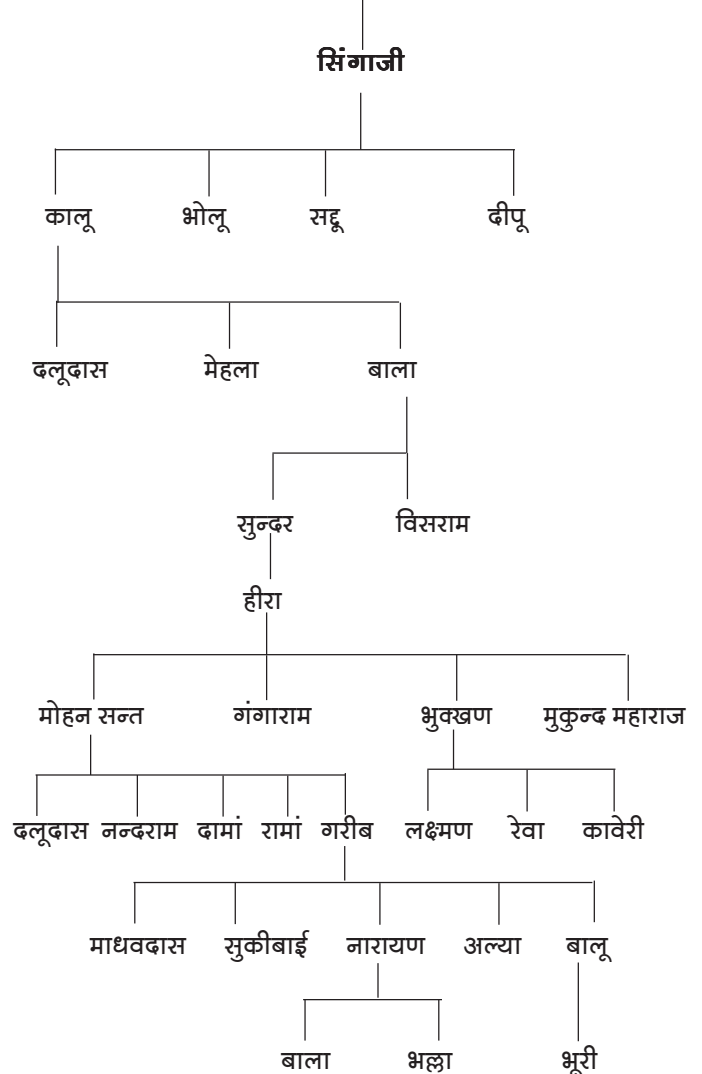 सिंगाजी
कालू भोलू सद्दू दीपू
दलूदास मेहला बाला
सुन्दर विसराम
हीरा
मोहन सन्त गंगाराम भुक्खण मुकुन्द महाराज
दलूदास नन्दराम दामां रामां गरीब लक्ष्मण रेवा कावेरी
माधवदास सुकीबाई नारायण अल्या बालू
बाला भल्ला भूरी